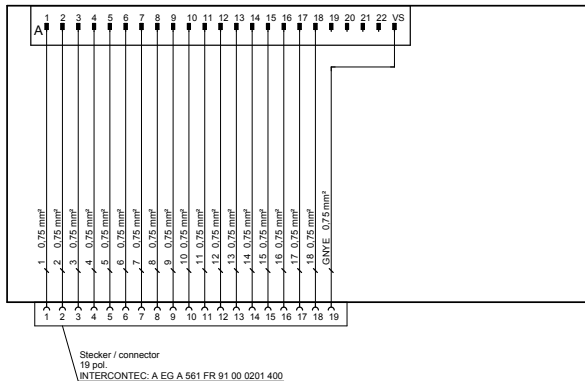 1 2 3 4 5 6 7 8 9 10 11 12 13 14 15 16 17 18 19 20 21 22 VS
A
1 0,75 mm²
2 0,75 mm²
3 0,75 mm²
4 0,75 mm²
5 0,75 mm²
6 0,75 mm²
7 0,75 mm²
8 0,75 mm²
9 0,75 mm²
10 0,75 mm²
11 0,75 mm²
12 0,75 mm²
13 0,75 mm²
14 0,75 mm²
15 0,75 mm²
16 0,75 mm²
17 0,75 mm²
18 0,75 mm²
GNYE 0,75 mm²
1 2 3 4 5 6 7 8 9 10 11 12 13 14 15 16 17 18 19
Stecker / connector
19 pol.
INTERCONTEC: A EG A 561 FR 91 00 0201 400